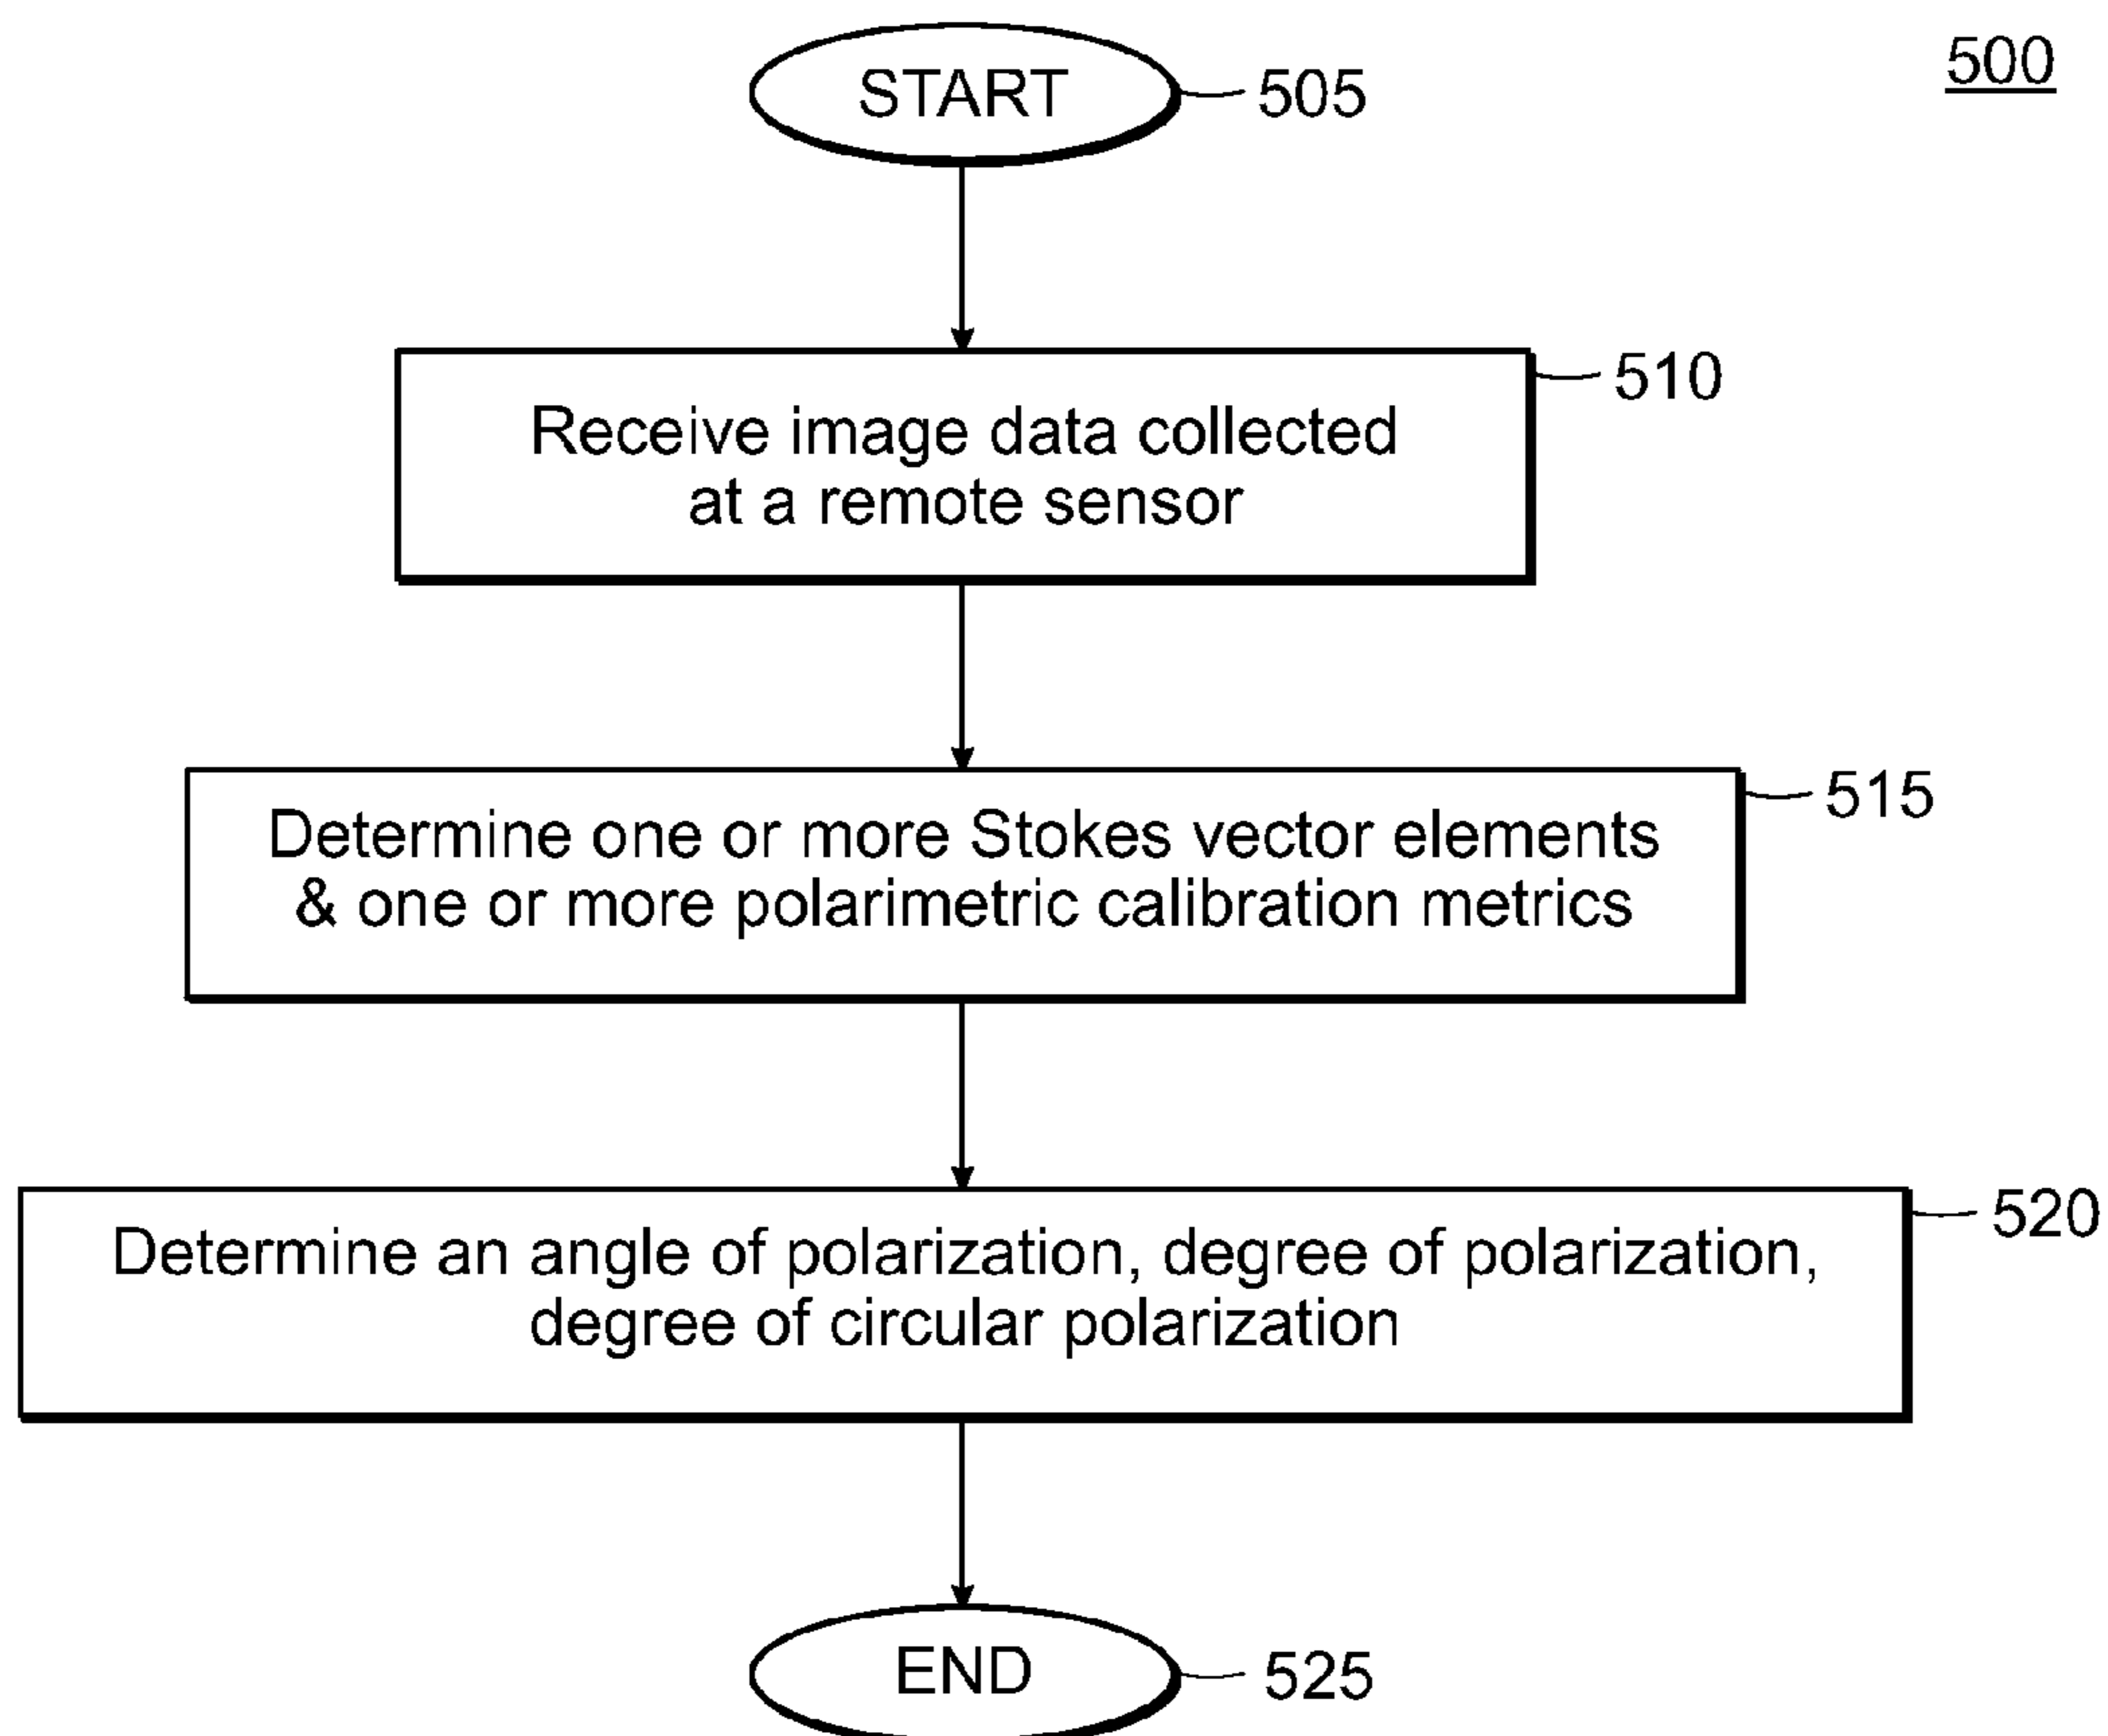 500
START
505
Receive image data collected
at a remote sensor
510
Determine one or more Stokes vector elements
& one or more polarimetric calibration metrics
515
Determine an angle of polarization, degree of polarization,
degree of circular polarization
520
END
525